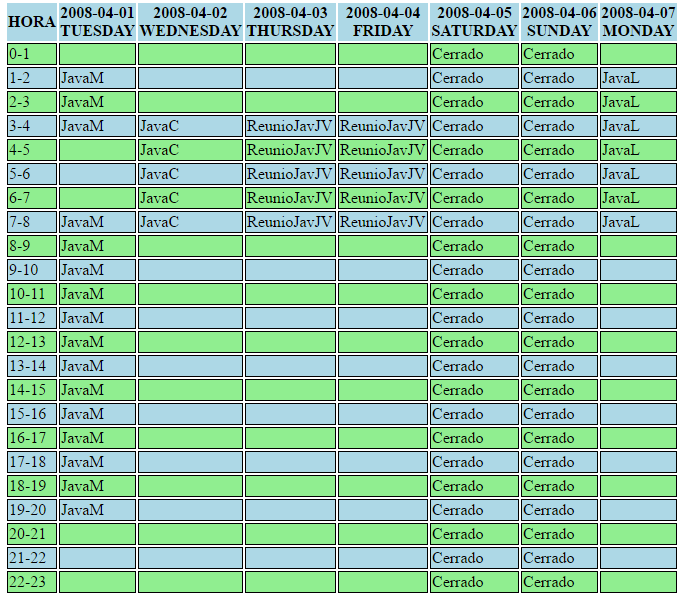 HORA 2008-04-01 TUESDAY 2008-04-02 WEDNESDAY 2008-04-03 THURSDAY 2008-04-04 FRIDAY 2008-04-05 SATURDAY 2008-04-06 SUNDAY 2008-04-07 MONDAY
0-1 Cerrado Cerrado
1-2 JavaM Cerrado Cerrado JavaL
2-3 JavaM Cerrado Cerrado JavaL
3-4 JavaM JavaC ReunioJavJV ReunioJavJV Cerrado Cerrado JavaL
4-5 JavaC ReunioJavJV ReunioJavJV Cerrado Cerrado JavaL
5-6 JavaC ReunioJavJV ReunioJavJV Cerrado Cerrado JavaL
6-7 JavaC ReunioJavJV ReunioJavJV Cerrado Cerrado JavaL
7-8 JavaM JavaC ReunioJavJV ReunioJavJV Cerrado Cerrado JavaL
8-9 JavaM Cerrado Cerrado
9-10 JavaM Cerrado Cerrado
10-11 JavaM Cerrado Cerrado
11-12 JavaM Cerrado Cerrado
12-13 JavaM Cerrado Cerrado
13-14 JavaM Cerrado Cerrado
14-15 JavaM Cerrado Cerrado
15-16 JavaM Cerrado Cerrado
16-17 JavaM Cerrado Cerrado
17-18 JavaM Cerrado Cerrado
18-19 JavaM Cerrado Cerrado
19-20 JavaM Cerrado Cerrado
20-21 Cerrado Cerrado
21-22 Cerrado Cerrado
22-23 Cerrado Cerrado